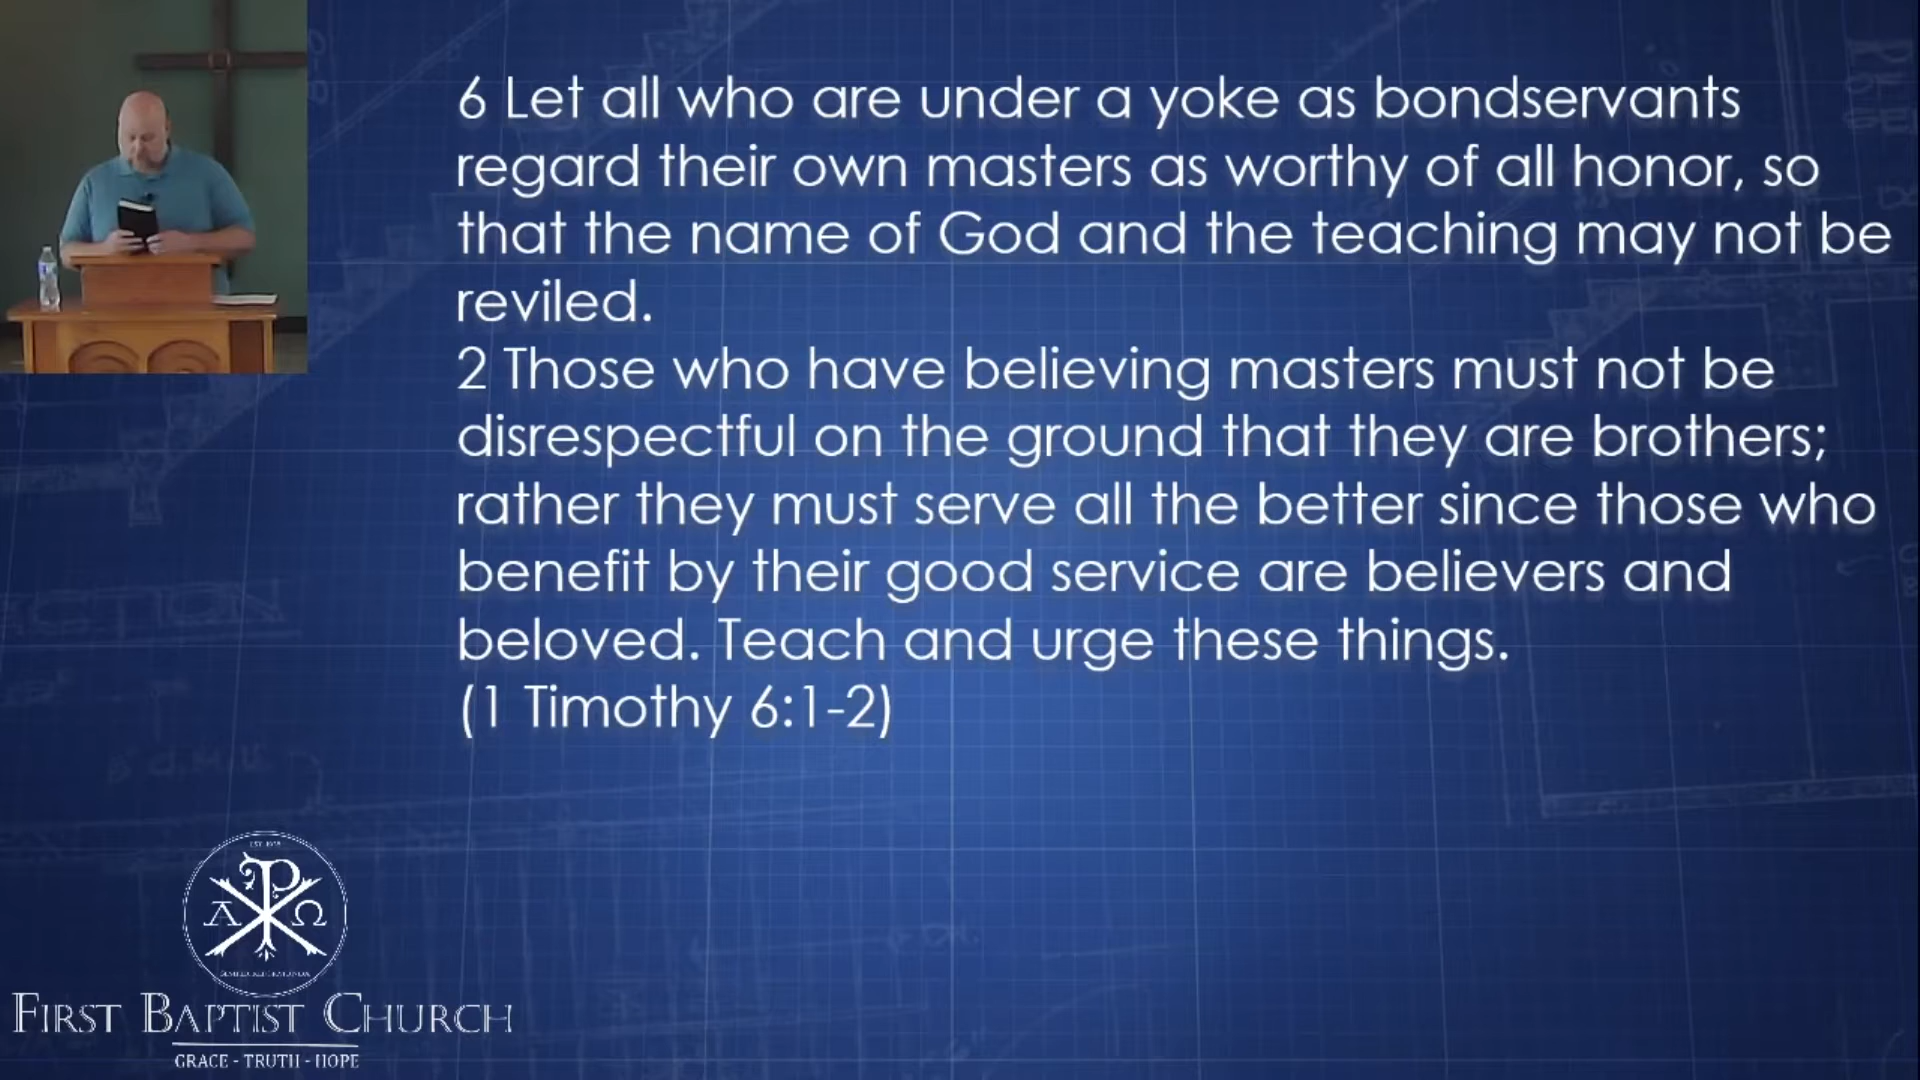 6 Let all who are under a yoke as bondservants
regard their own masters as worthy of all honor, so
that the name of God and the teaching may not be
reviled.
2 Those who have believing masters must not be
disrespectful on the ground that they are brothers;
rather they must serve all the better since those who
benefit by their good service are believers and
beloved. Teach and urge these things.
(1 Timothy 6:1-2)
Α Ω
FIRST BAPTIST CHURCH
GRACE - TRUTH - HOPE